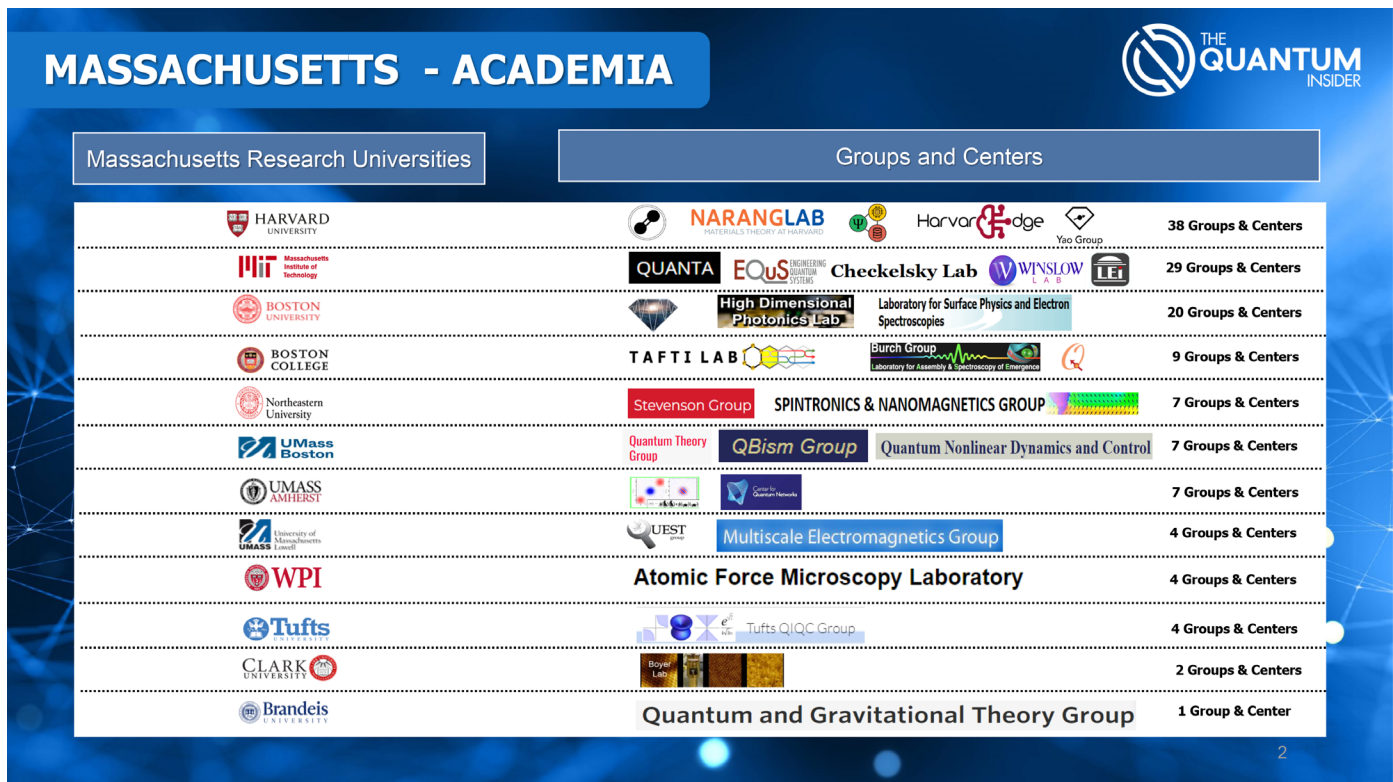 MASSACHUSETTS - ACADEMIA
THE
QUANTUM
INSIDER
Massachusetts Research Universities
Groups and Centers
HARVARD
UNIVERSITY
NARANGLAB
MATERIALS THEORY AT HARVARD
Ψ
Harvar Edge
Yao Group
38 Groups & Centers
MIT
Massachusetts
Institute of
Technology
QUANTA
EQuS
ENGINEERING
QUANTUM
SYSTEMS
Checkelsky Lab
W WINSLOW
LAB
LEi
29 Groups & Centers
BOSTON
UNIVERSITY
High Dimensional
Photonics Lab
Laboratory for Surface Physics and Electron
Spectroscopies
20 Groups & Centers
BOSTON
COLLEGE
TAFTI LAB
Burch Group
Laboratory for Assembly & Spectroscopy of Emergence
Q
9 Groups & Centers
Northeastern
University
Stevenson Group
SPINTRONICS & NANOMAGNETICS GROUP
7 Groups & Centers
UMass
Boston
Quantum Theory
Group
QBism Group
Quantum Nonlinear Dynamics and Control
7 Groups & Centers
UMASS
AMHERST
Center for
Quantum Networks
7 Groups & Centers
UMASS
University of
Massachusetts
Lowell
QUEST
group
Multiscale Electromagnetics Group
4 Groups & Centers
WPI
Atomic Force Microscopy Laboratory
4 Groups & Centers
Tufts
UNIVERSITY
Tufts QIQC Group
4 Groups & Centers
CLARK
UNIVERSITY
Boyer
Lab
2 Groups & Centers
Brandeis
UNIVERSITY
Quantum and Gravitational Theory Group
1 Group & Center
2